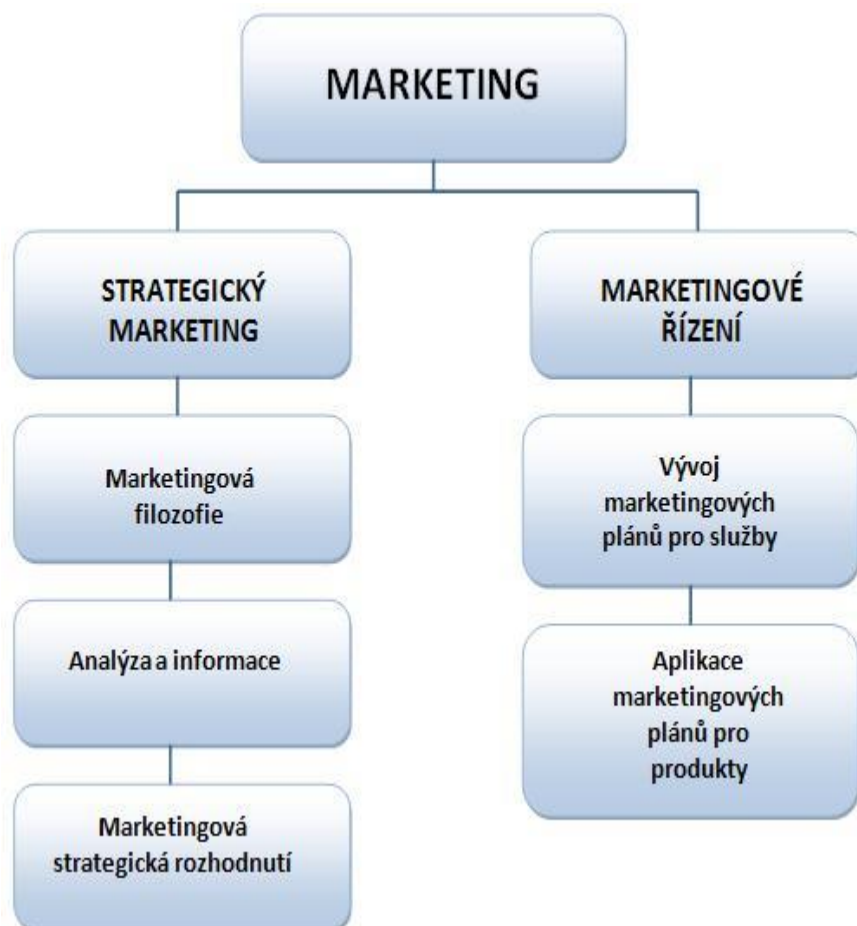 MARKETING
STRATEGICKÝ
MARKETING
MARKETINGOVÉ
ŘÍZENÍ
Marketingová
filozofie
Vývoj
marketingových
plánů pro služby
Analýza a informace
Aplikace
marketingových
plánů pro
produkty
Marketingová
strategická rozhodnutí